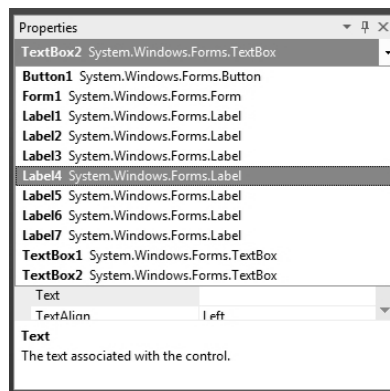 Properties
TextBox2 System.Windows.Forms.TextBox
Button1 System.Windows.Forms.Button
Form1 System.Windows.Forms.Form
Label1 System.Windows.Forms.Label
Label2 System.Windows.Forms.Label
Label3 System.Windows.Forms.Label
Label4 System.Windows.Forms.Label
Label5 System.Windows.Forms.Label
Label6 System.Windows.Forms.Label
Label7 System.Windows.Forms.Label
TextBox1 System.Windows.Forms.TextBox
TextBox2 System.Windows.Forms.TextBox
Text
TextAlign Left
Text
The text associated with the control.